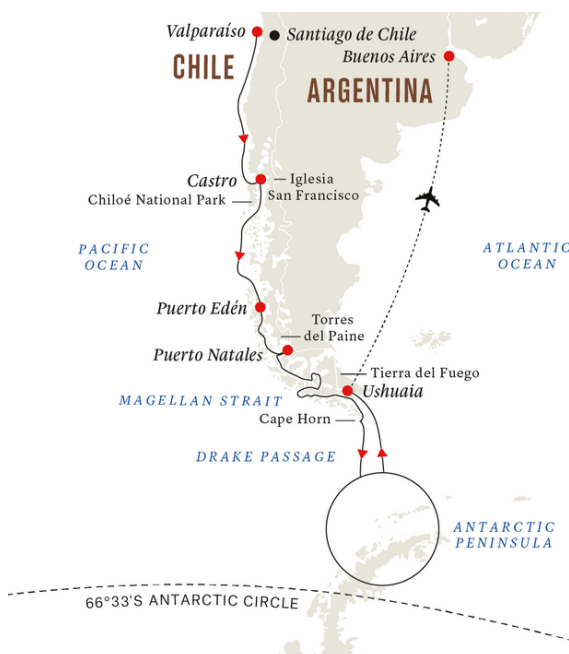 Valparaíso
Santiago de Chile
Buenos Aires
CHILE
ARGENTINA
Castro
Iglesia
San Francisco
Chiloé National Park
PACIFIC
OCEAN
ATLANTIC
OCEAN
Puerto Edén
Torres
del Paine
Puerto Natales
Tierra del Fuego
Ushuaia
MAGELLAN STRAIT
Cape Horn
DRAKE PASSAGE
ANTARCTIC
PENINSULA
66°33'S ANTARCTIC CIRCLE